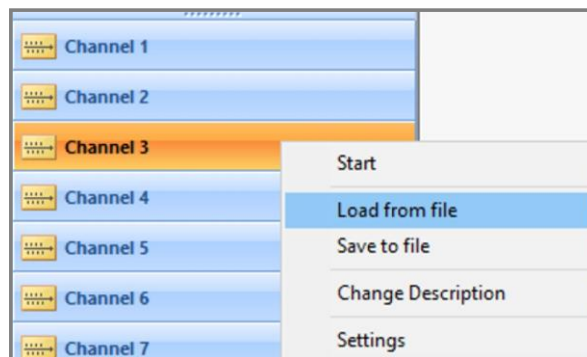 Channel 1
Channel 2
Channel 3
Channel 4
Channel 5
Channel 6
Channel 7
Start
Load from file
Save to file
Change Description
Settings